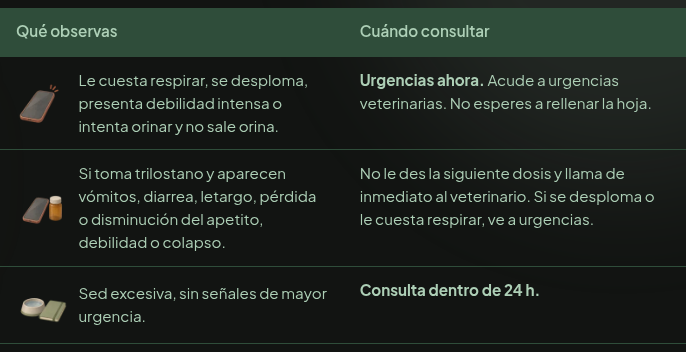 Qué observas
Cuándo consultar
Le cuesta respirar, se desploma,
presenta debilidad intensa o
intenta orinar y no sale orina.
Urgencias ahora. Acude a urgencias
veterinarias. No esperes a rellenar la hoja.
Si toma trilostano y aparecen
vómitos, diarrea, letargo, pérdida
o disminución del apetito,
debilidad o colapso.
No le des la siguiente dosis y llama de
inmediato al veterinario. Si se desploma o
le cuesta respirar, ve a urgencias.
Sed excesiva, sin señales de mayor
urgencia.
Consulta dentro de 24 h.